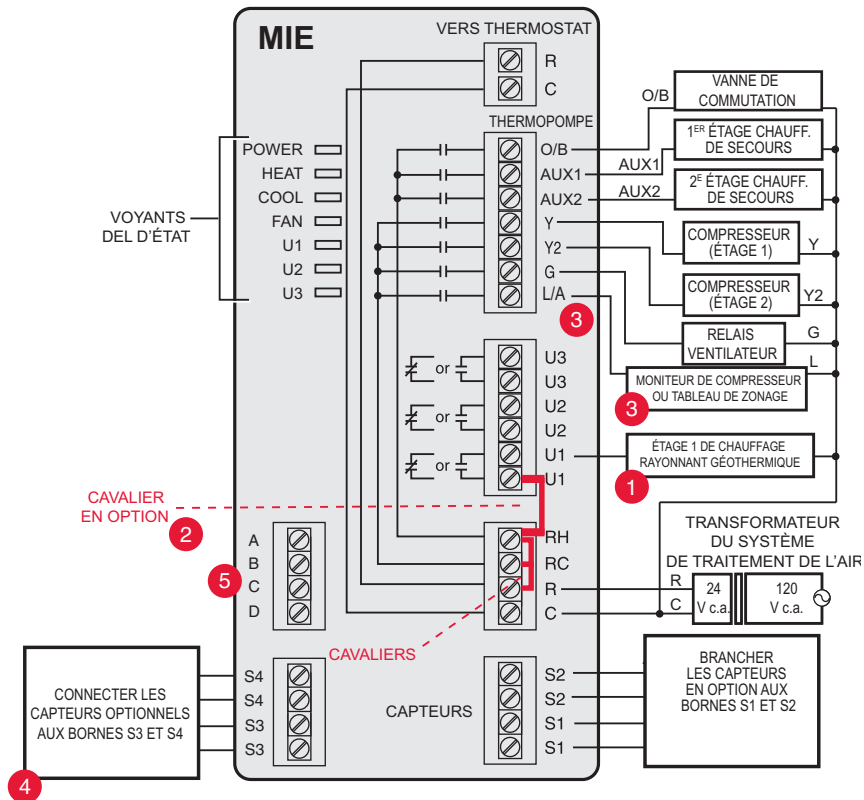 MIE
VERS THERMOSTAT
R
C
THERMOPOMPE
O/B
AUX1
AUX2
Y
Y2
G
L/A
3
POWER
HEAT
COOL
FAN
U1
U2
U3
VOYANTS
DEL D'ÉTAT
O/B
VANNE DE
COMMUTATION
AUX1
1ER ÉTAGE CHAUFF.
DE SECOURS
AUX2
2E ÉTAGE CHAUFF.
DE SECOURS
COMPRESSEUR
(ÉTAGE 1)
Y
COMPRESSEUR
(ÉTAGE 2)
Y2
RELAIS
VENTILATEUR
G
L
MONITEUR DE COMPRESSEUR
OU TABLEAU DE ZONAGE
3
or
or
or
U3
U3
U2
U2
U1
U1
ÉTAGE 1 DE CHAUFFAGE
RAYONNANT GÉOTHERMIQUE
1
CAVALIER
EN OPTION
2
A
B
C
D
5
RH
RC
R
C
CAVALIERS
TRANSFORMATEUR
DU SYSTÈME
DE TRAITEMENT DE L'AIR
R
C
24
V c.a.
120
V c.a.
CONNECTER LES
CAPTEURS OPTIONNELS
AUX BORNES S3 ET S4
4
S4
S4
S3
S3
CAPTEURS
S2
S2
S1
S1
BRANCHER
LES CAPTEURS
EN OPTION AUX
BORNES S1 ET S2